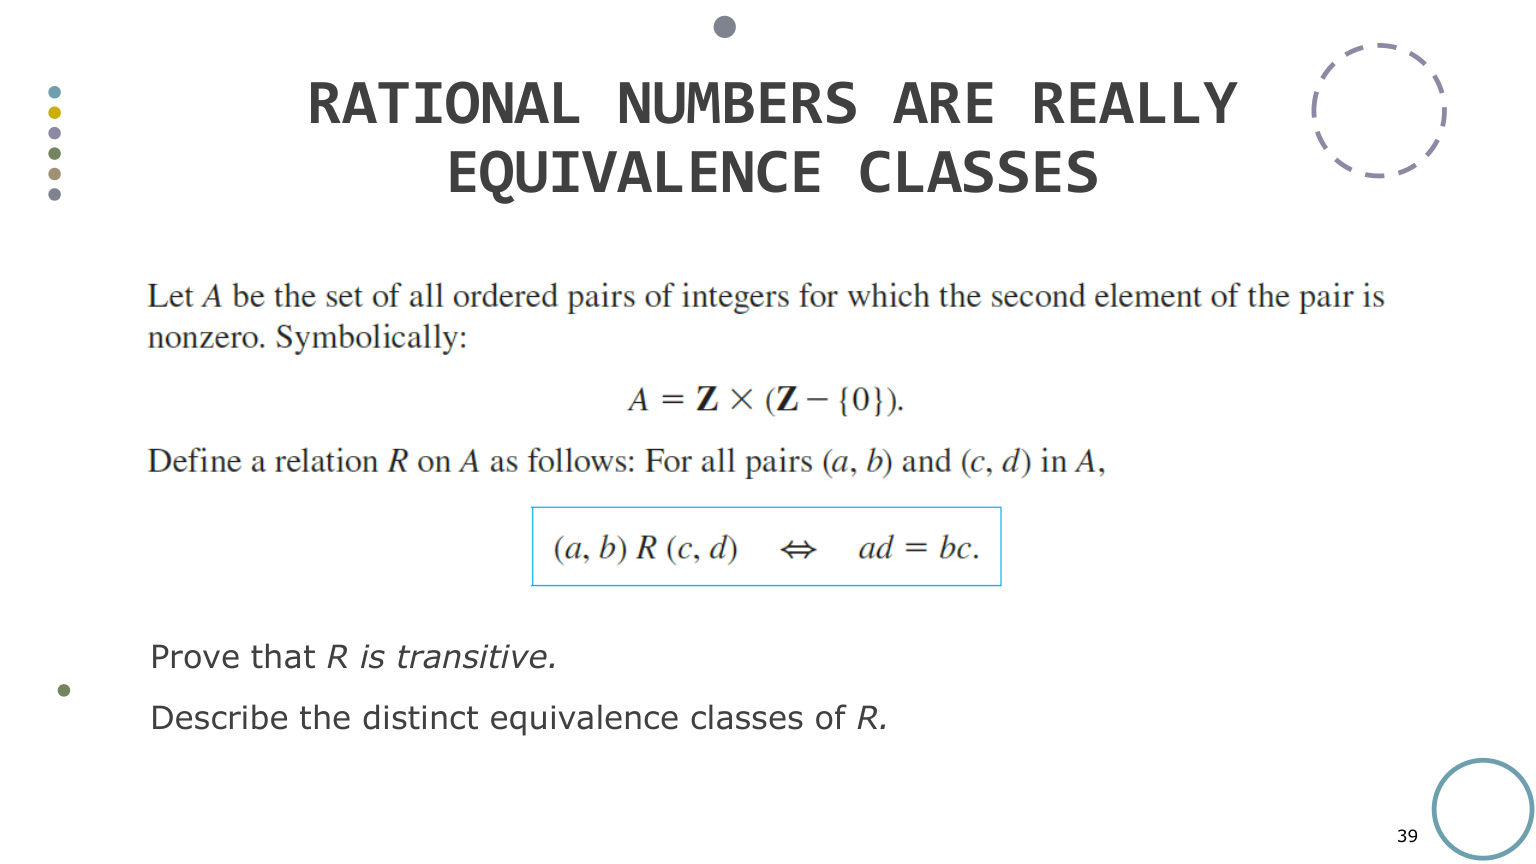 RATIONAL NUMBERS ARE REALLY
EQUIVALENCE CLASSES
Let A be the set of all ordered pairs of integers for which the second element of the pair is
nonzero. Symbolically:
A = Z × (Z − {0}).
Define a relation R on A as follows: For all pairs (a, b) and (c, d) in A,
(a, b) R (c, d) ⇔ ad = bc.
Prove that R is transitive.
Describe the distinct equivalence classes of R.
39